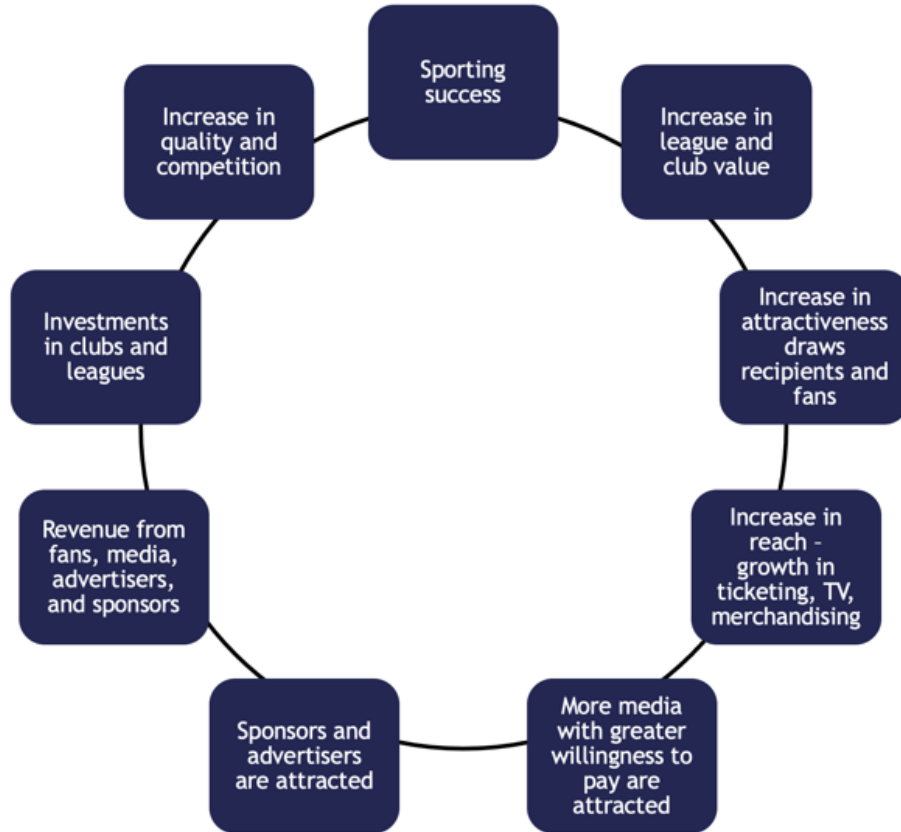 Sporting
success
Increase in
league and
club value
Increase in
attractiveness
draws
recipients and
fans
Increase in
reach –
growth in
ticketing, TV,
merchandising
More media
with greater
willingness to
pay are
attracted
Sponsors and
advertisers
are attracted
Revenue from
fans, media,
advertisers,
and sponsors
Investments
in clubs and
leagues
Increase in
quality and
competition